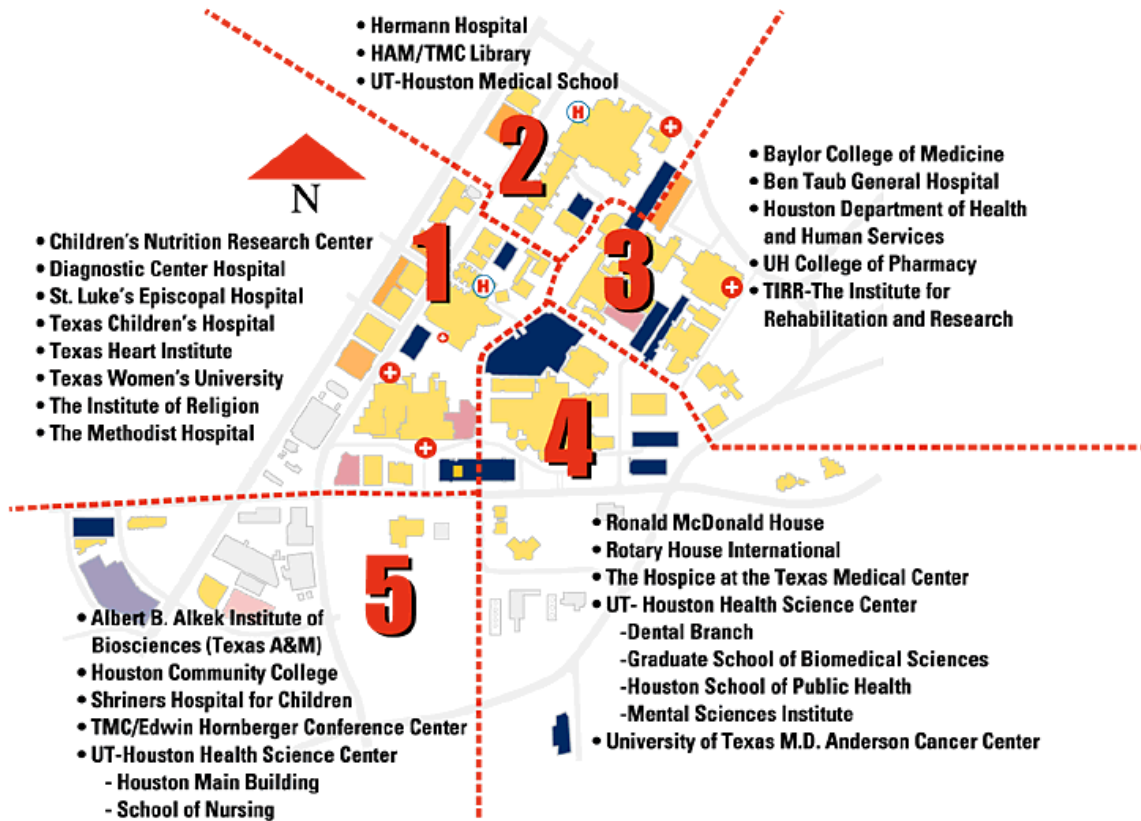 • Hermann Hospital
• HAM/TMC Library
• UT-Houston Medical School
H
2
N
• Baylor College of Medicine
• Ben Taub General Hospital
• Houston Department of Health
and Human Services
• UH College of Pharmacy
• TIRR-The Institute for
Rehabilitation and Research
3
1
H
• Children's Nutrition Research Center
• Diagnostic Center Hospital
• St. Luke's Episcopal Hospital
• Texas Children's Hospital
• Texas Heart Institute
• Texas Women's University
• The Institute of Religion
• The Methodist Hospital
4
• Ronald McDonald House
• Rotary House International
• The Hospice at the Texas Medical Center
• UT- Houston Health Science Center
-Dental Branch
-Graduate School of Biomedical Sciences
-Houston School of Public Health
-Mental Sciences Institute
• University of Texas M.D. Anderson Cancer Center
5
• Albert B. Alkek Institute of
Biosciences (Texas A&M)
• Houston Community College
• Shriners Hospital for Children
• TMC/Edwin Hornberger Conference Center
• UT-Houston Health Science Center
- Houston Main Building
- School of Nursing